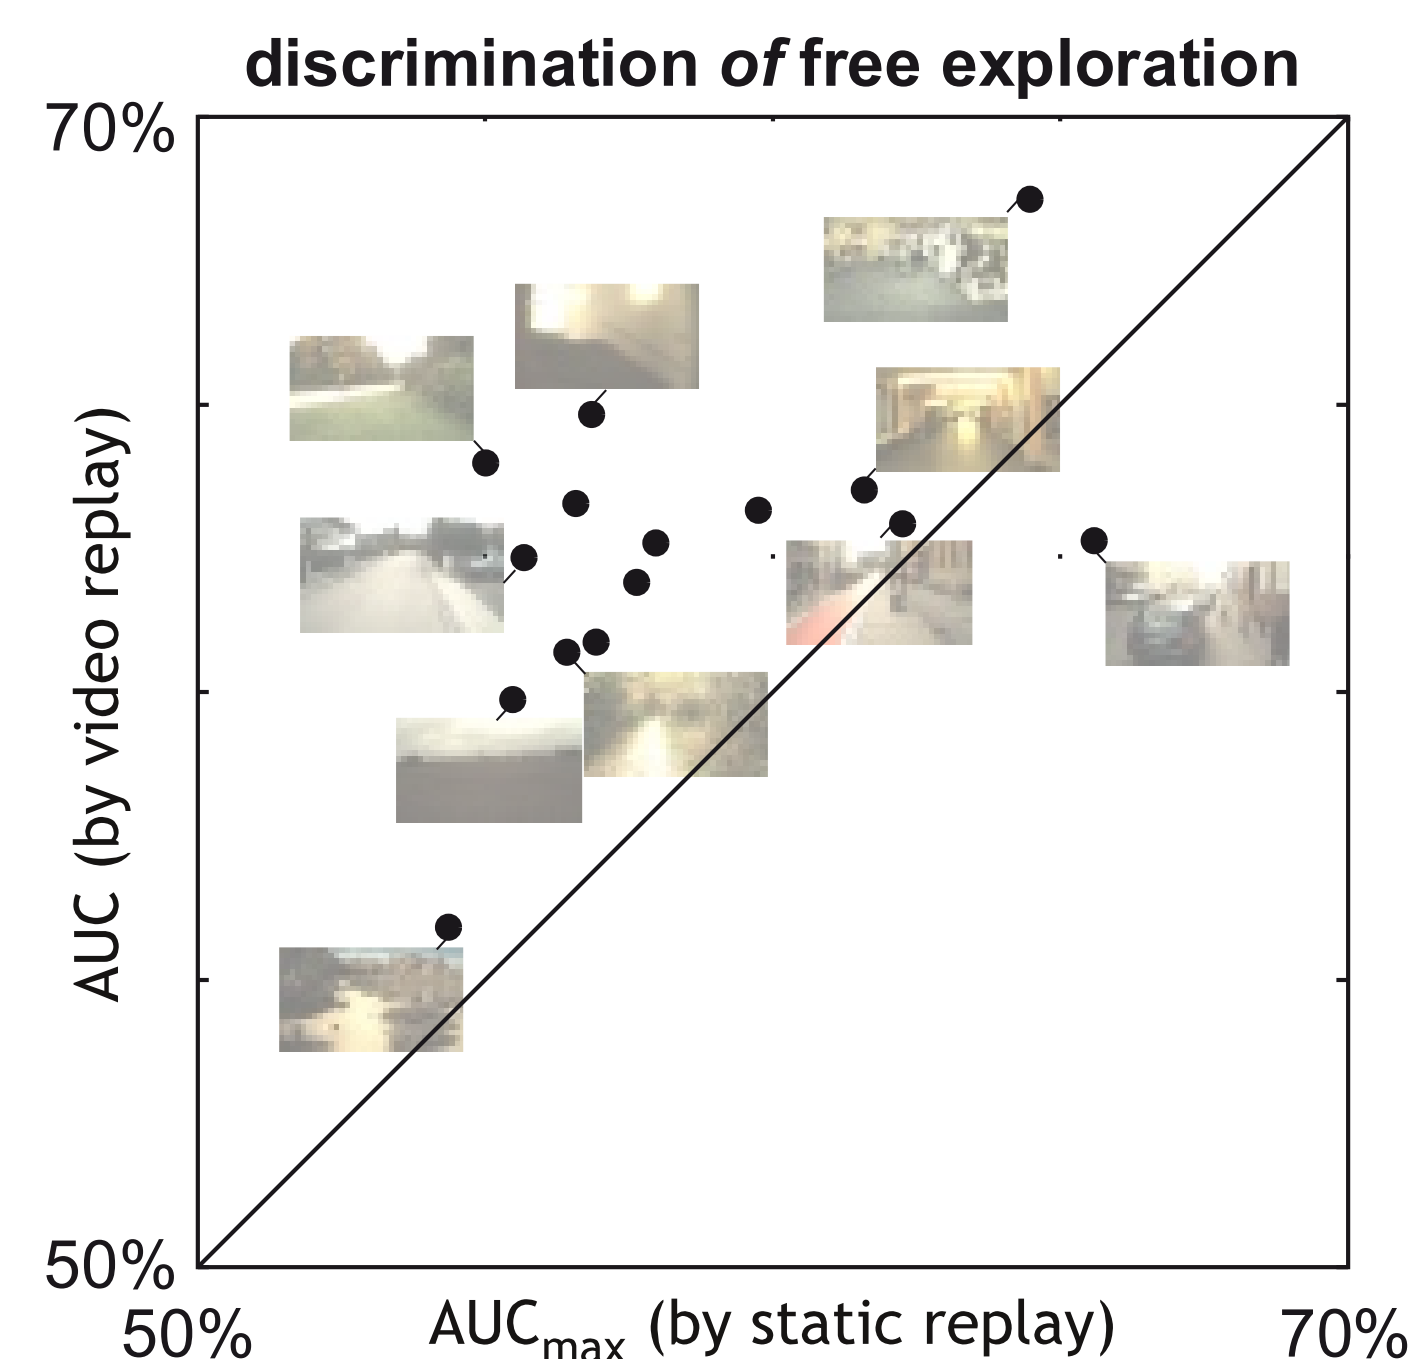 discrimination of free exploration
70%
AUC (by video replay)
50%
50%
AUCmax (by static replay)
70%